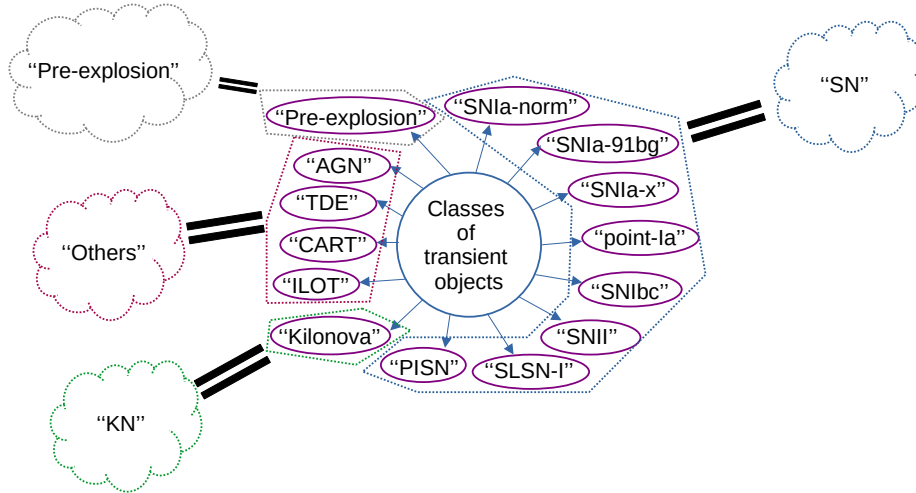 “Pre-explosion”
“SN”
“Pre-explosion”
“SNIa-norm”
“SNIa-91bg”
“AGN”
“SNIa-x”
“TDE”
Classes
of
transient
objects
“Others”
“CART”
“point-Ia”
“ILOT”
“SNIbc”
“Kilonova”
“SNII”
“PISN”
“SLSN-I”
“KN”